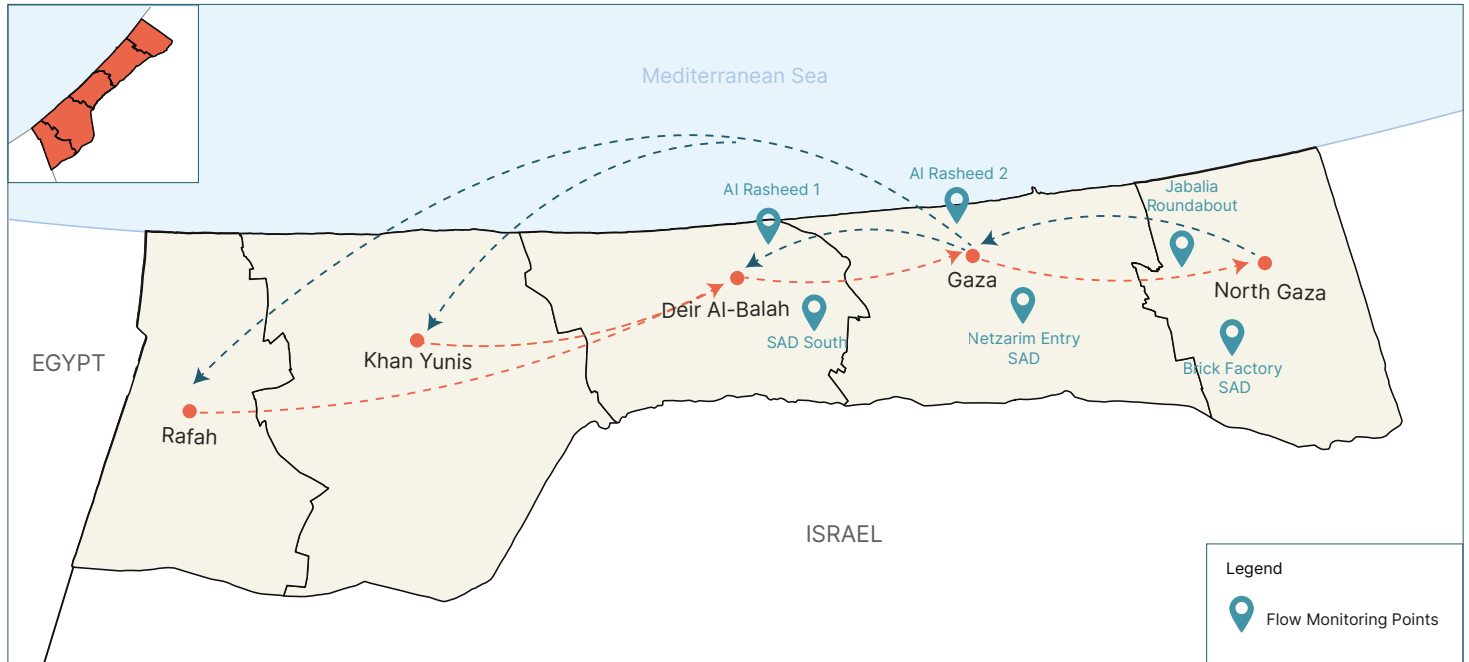 Mediterranean Sea
Al Rasheed 1
Al Rasheed 2
Jabalia
Roundabout
Gaza
North Gaza
Deir Al-Balah
SAD South
Netzarim Entry
SAD
Khan Yunis
Brick Factory
SAD
EGYPT
Rafah
ISRAEL
Legend
Flow Monitoring Points